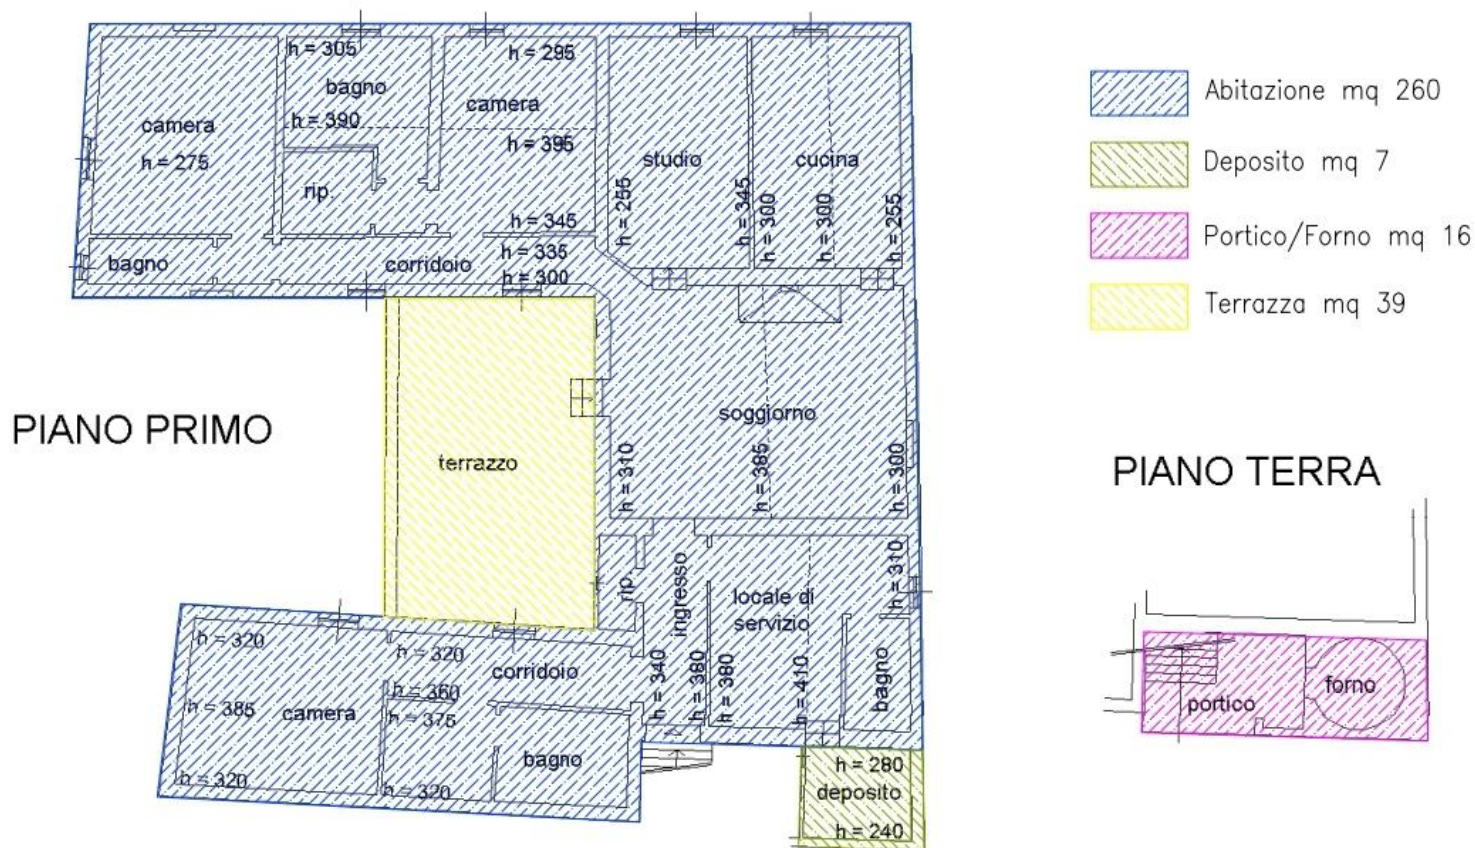 h = 305
h = 295
bagno
camera
camera
h = 390
h = 275
h = 395
studio
cucina
rip.
h = 255
h = 345
h = 300
h = 300
h = 255
h = 345
bagno
corridoio
h = 335
h = 300
PIANO PRIMO
soggiorno
terrazzo
h = 310
h = 385
h = 300
rip.
ingresso
locale di
servizio
h = 310
h = 320
h = 320
corridoio
h = 340
h = 380
h = 380
h = 410
bagno
h = 385
camera
h = 360
h = 375
bagno
h = 320
h = 320
h = 280
deposito
h = 240
Abitazione mq 260
Deposito mq 7
Portico/Forno mq 16
Terrazza mq 39
PIANO TERRA
portico
forno